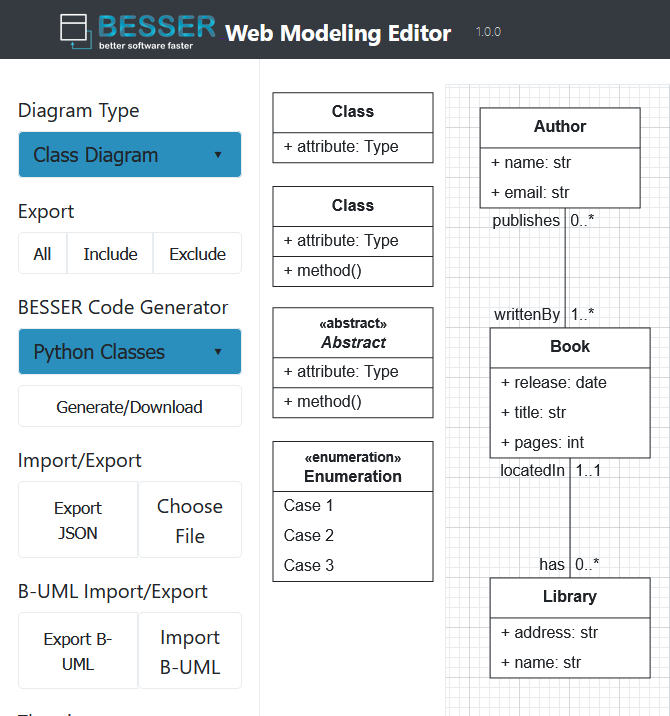 BESSER
better software faster
Web Modeling Editor
1.0.0
Diagram Type
Class Diagram
Export
All
Include
Exclude
BESSER Code Generator
Python Classes
Generate/Download
Import/Export
Export
JSON
Choose
File
B-UML Import/Export
Export B-
UML
Import
B-UML
Class
+ attribute: Type
Class
+ attribute: Type
+ method()
«abstract»
Abstract
+ attribute: Type
+ method()
«enumeration»
Enumeration
Case 1
Case 2
Case 3
Author
+ name: str
+ email: str
publishes 0..*
writtenBy 1..*
Book
+ release: date
+ title: str
+ pages: int
locatedIn 1..1
has 0..*
Library
+ address: str
+ name: str